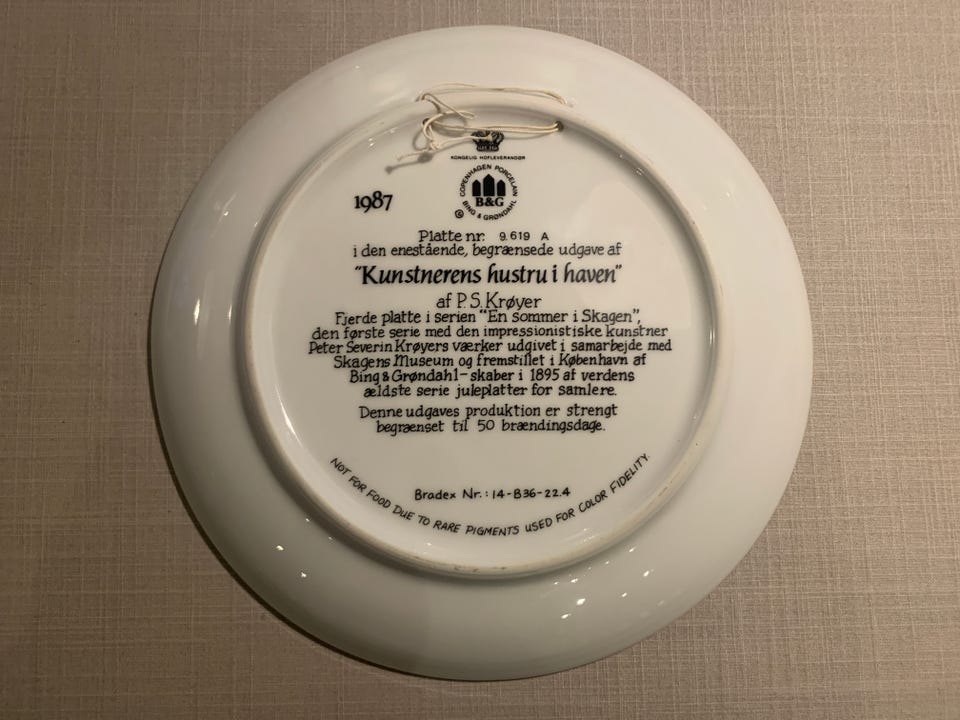 KONGELIG HOFLEVERANDØR
COPENHAGEN PORCELAIN
B&G
© BING & GRØNDAHL
1987
Platte nr. 9.619 A
i den enestående, begrænsede udgave af
"Kunstnerens hustru i haven"
af P.S. Krøyer
Fjerde platte i serien "En sommer i Skagen",
den første serie med den impressionistiske kunstner
Peter Severin Krøyers værker udgivet i samarbejde med
Skagens Museum og fremstillet i København af
Bing & Grøndahl - skaber i 1895 af verdens
ældste serie juleplatter for samlere.
Denne udgaves produktion er strengt
begrænset til 50 brændingsdage.
Bradex Nr.: 14-B36-22.4
NOT FOR FOOD DUE TO RARE PIGMENTS USED FOR COLOR FIDELITY.